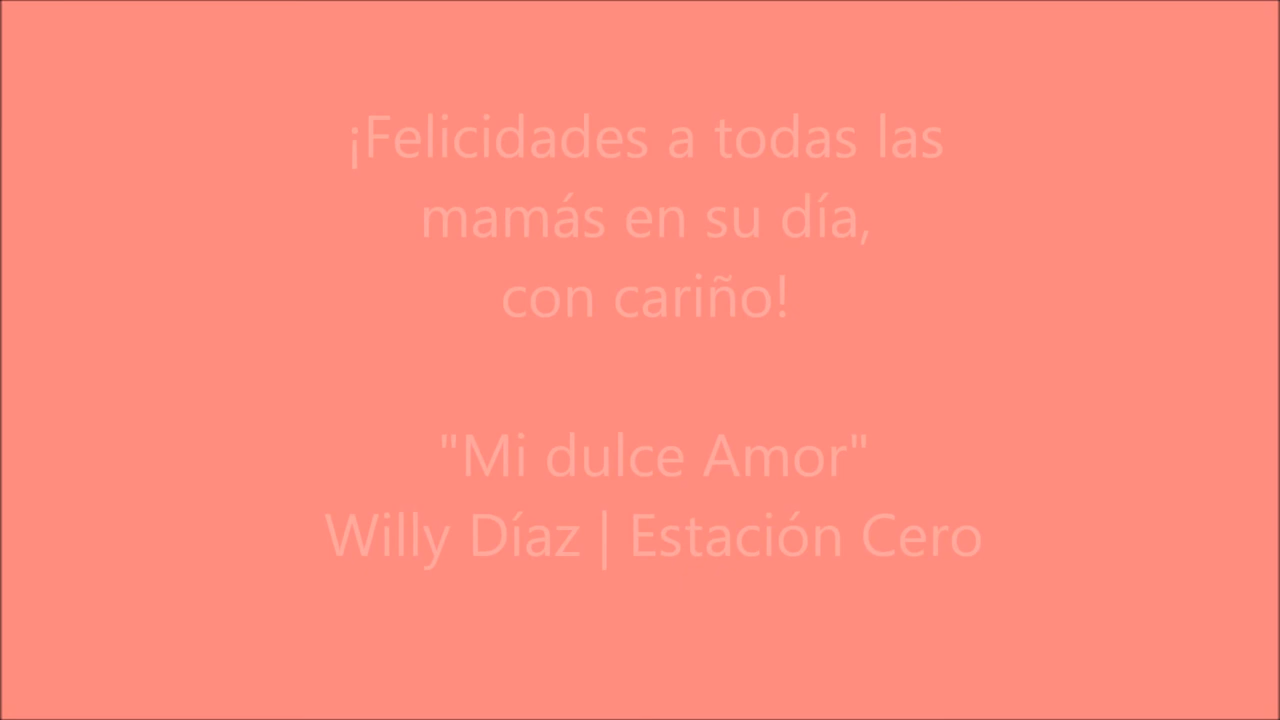 ¡Felicidades a todas las
mamás en su día,
con cariño!
"Mi dulce Amor"
Willy Díaz | Estación Cero